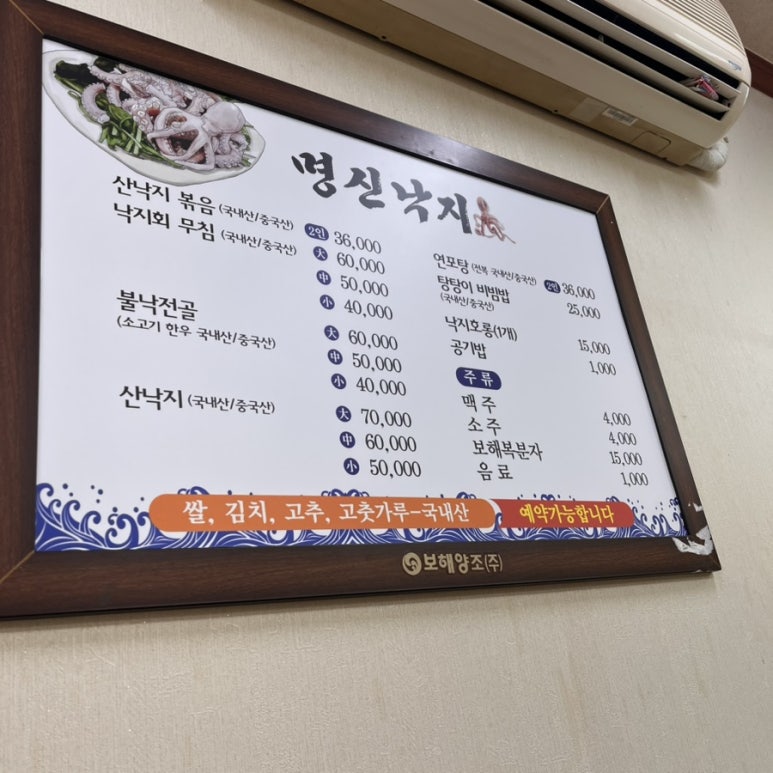 명신낙지
산낙지 볶음 (국내산/중국산) 2인 36,000
낙지회 무침 (국내산/중국산) 大 60,000
中 50,000
小 40,000
불낙전골
(소고기 한우 국내산/중국산) 大 60,000
中 50,000
小 40,000
산낙지 (국내산/중국산) 大 70,000
中 60,000
小 50,000
연포탕 (전복 국내산/중국산) 2인 36,000
탕탕이 비빔밥 25,000
(국내산/중국산)
낙지호롱(1개) 15,000
공기밥 1,000
주 류
맥 주 4,000
소 주 4,000
보해복분자 15,000
음 료 1,000
쌀, 김치, 고추, 고춧가루-국내산
예약가능합니다
보해양조(주)